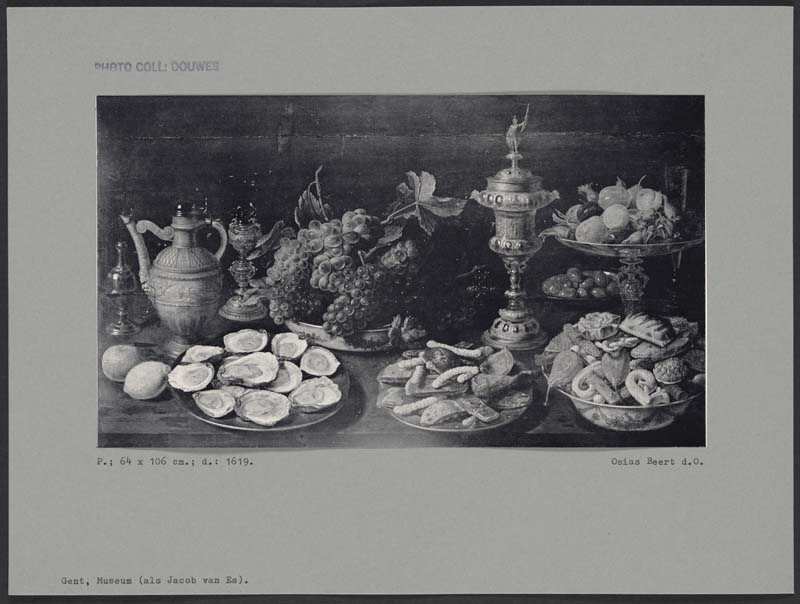 PHOTO COLL: DOUWES
P.; 64 x 106 cm.; d.: 1619.
Osias Beert d.O.
Gent, Museum (als Jacob van Es).